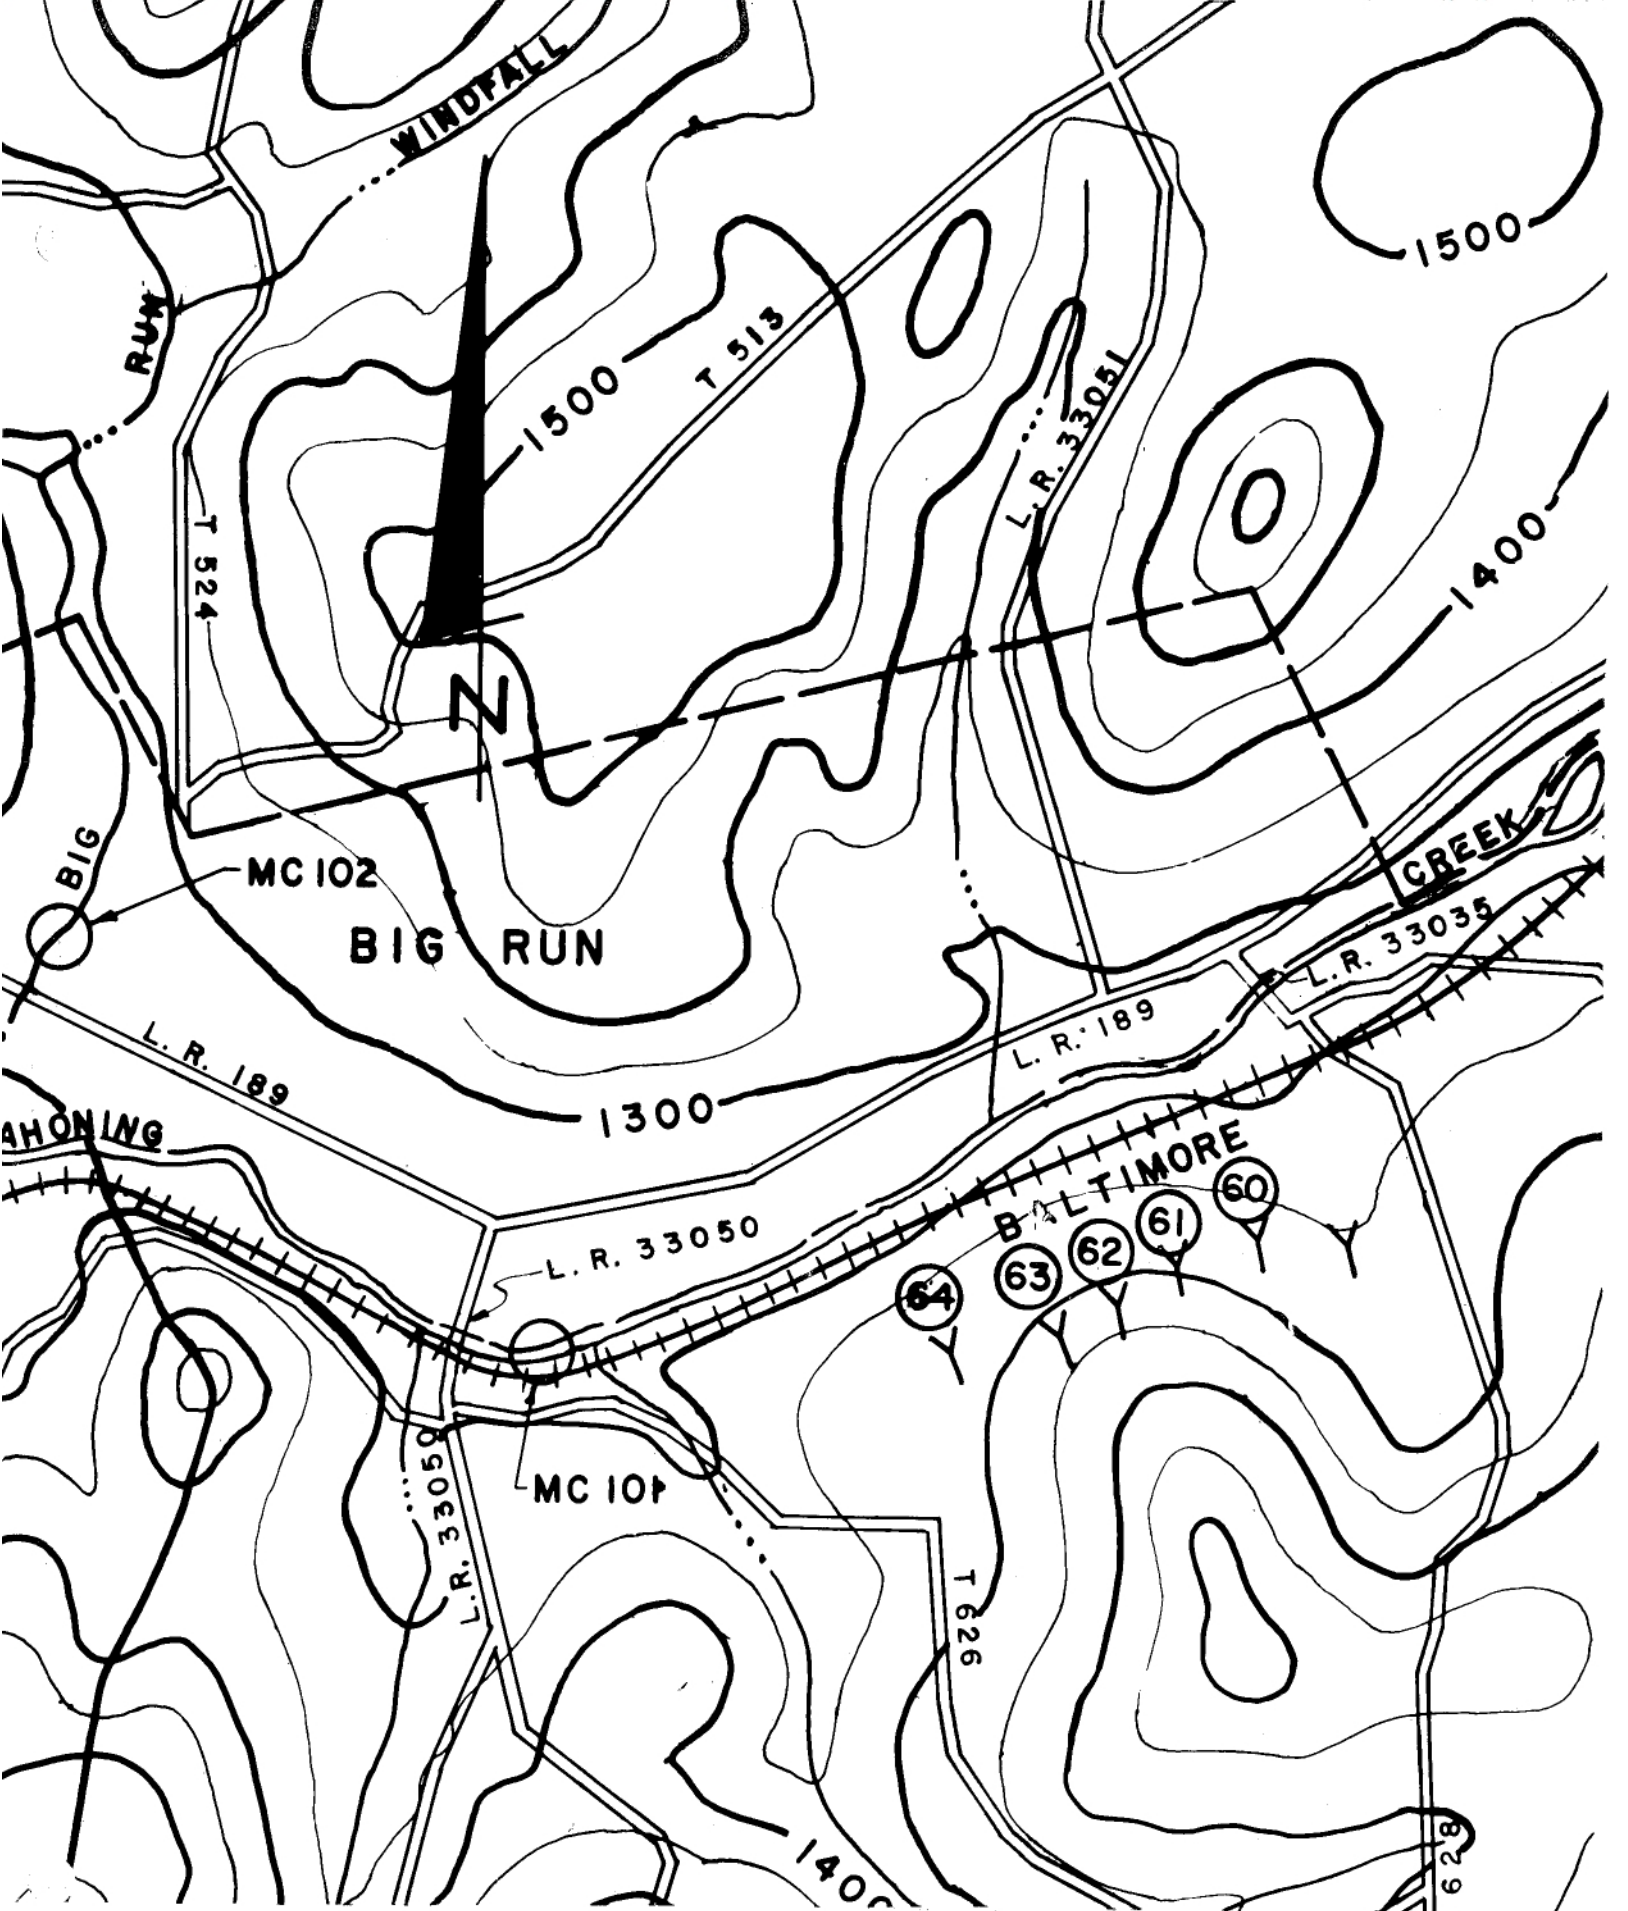 WINDFALL
1500
RUN
T 513
1500
L. R. 33051
T 524
1400
N
CREEK
BIG
MC 102
BIG RUN
L.R. 33035
L. R. 189
L. R. 189
1300
AHONING
BALTIMORE
60
61
62
63
64
L. R. 33050
MC 101
L.R. 33050
T 626
1400
628